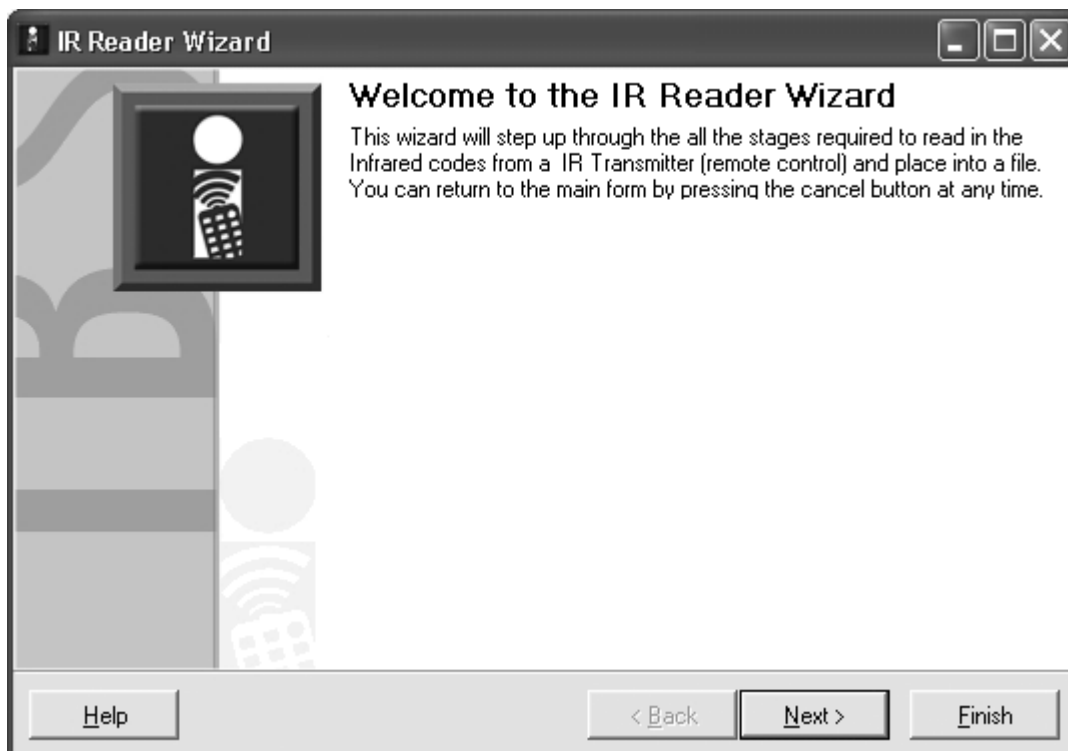 IR Reader Wizard
Welcome to the IR Reader Wizard
This wizard will step up through the all the stages required to read in the
Infrared codes from a IR Transmitter (remote control) and place into a file.
You can return to the main form by pressing the cancel button at any time.
Help
< Back
Next >
Finish